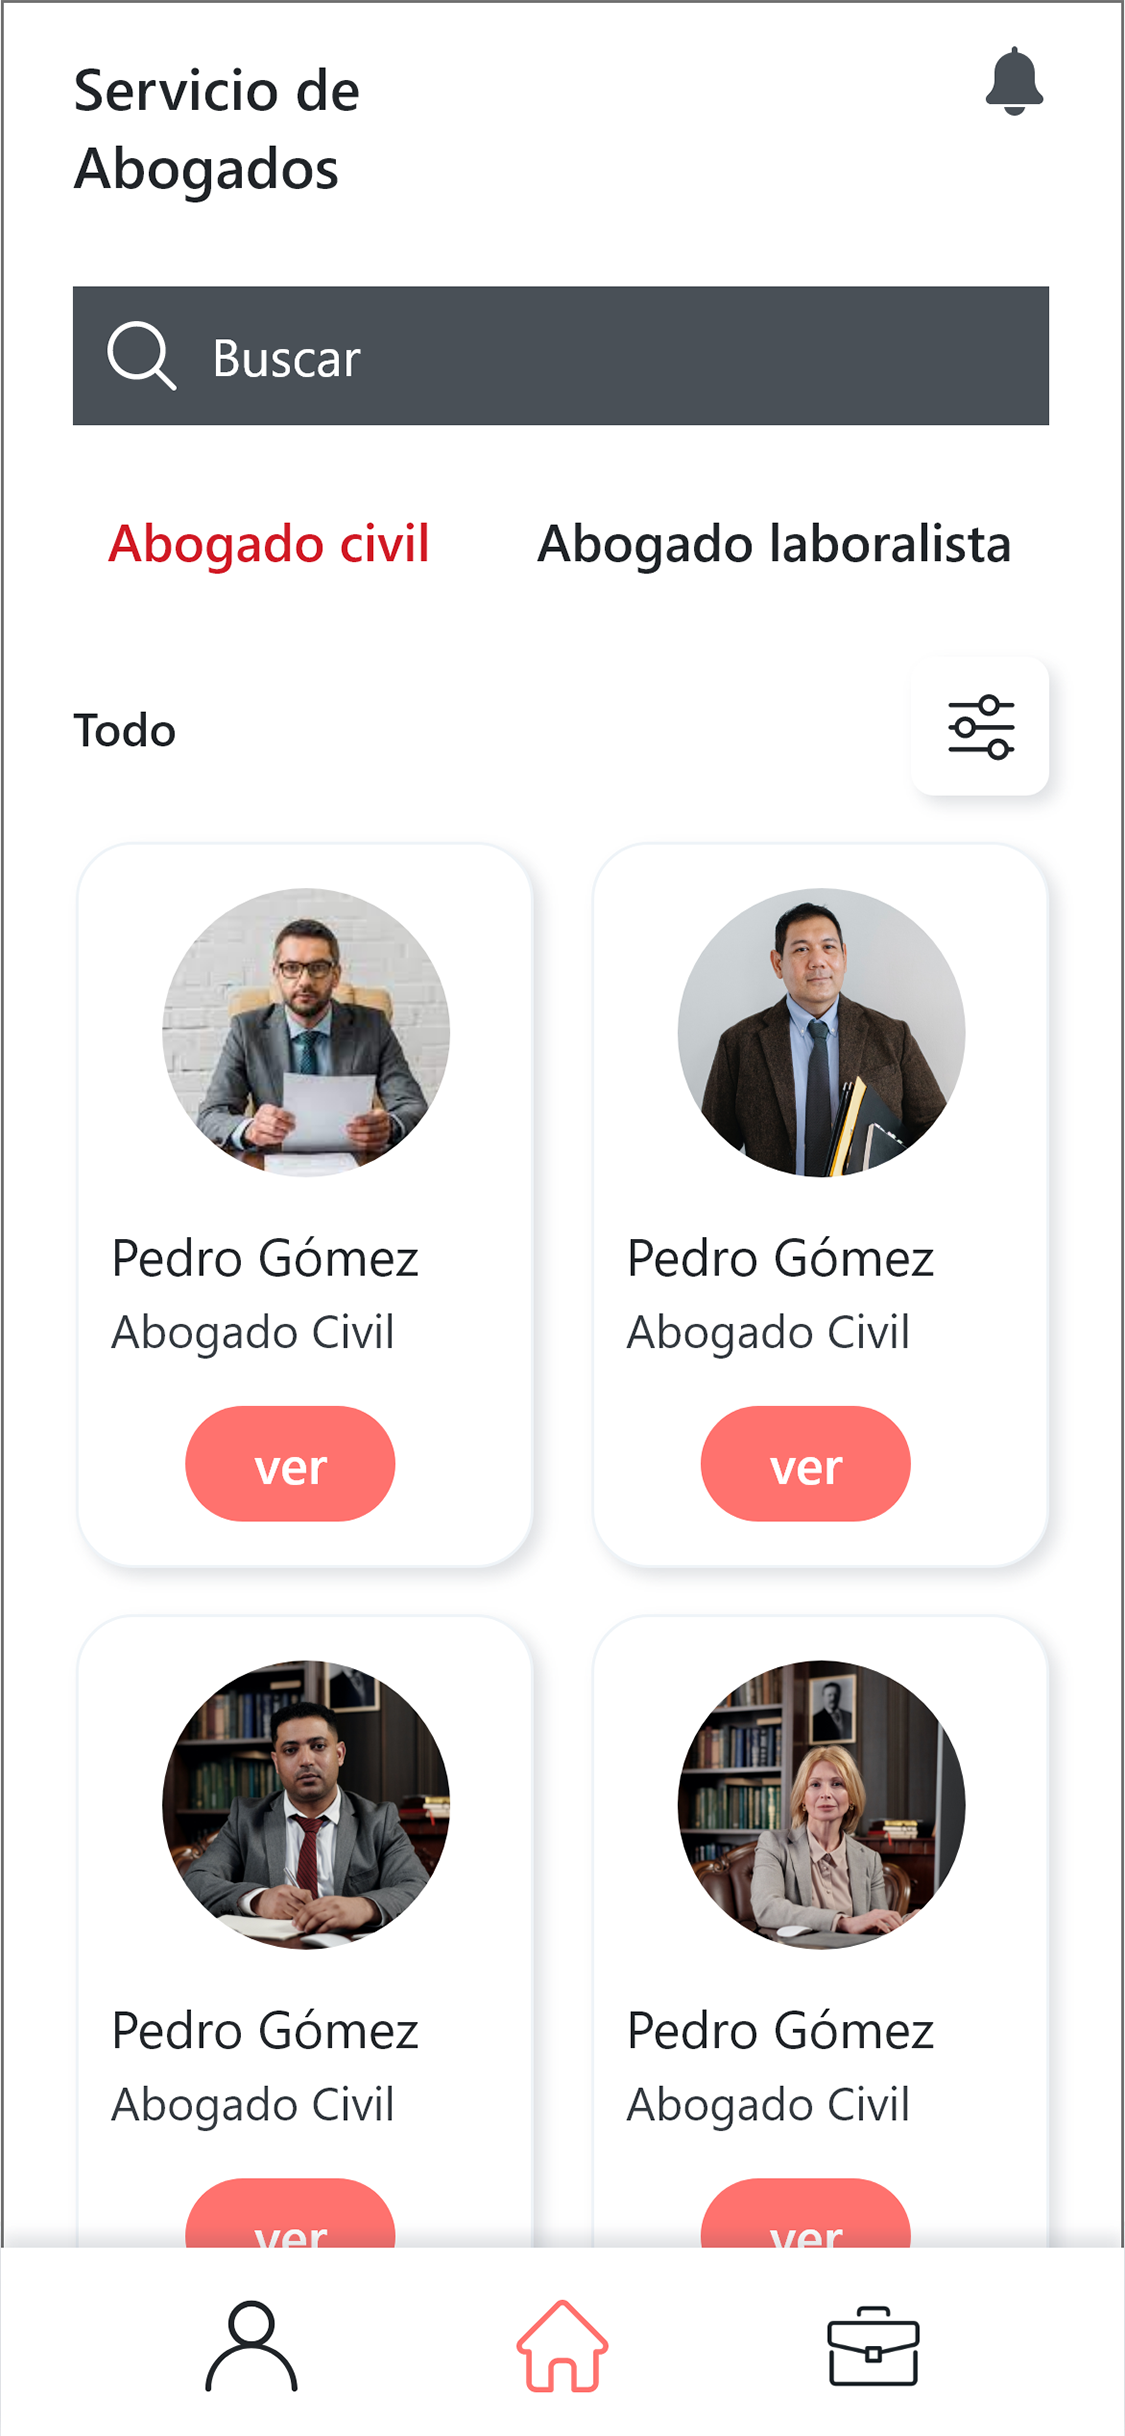 Servicio de
Abogados
Buscar
Abogado civil Abogado laboralista
Todo
Pedro Gómez
Abogado Civil
ver
Pedro Gómez
Abogado Civil
ver
Pedro Gómez
Abogado Civil
ver
Pedro Gómez
Abogado Civil
ver